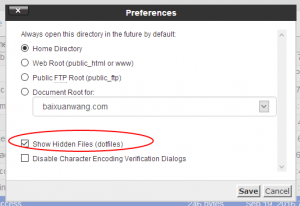 Preferences
x
Always open this directory in the future by default:
Home Directory
Web Root (public_html or www)
Public FTP Root (public_ftp)
Document Root for:
baixuanwang.com
Show Hidden Files (dotfiles)
Disable Character Encoding Verification Dialogs
Save Cancel